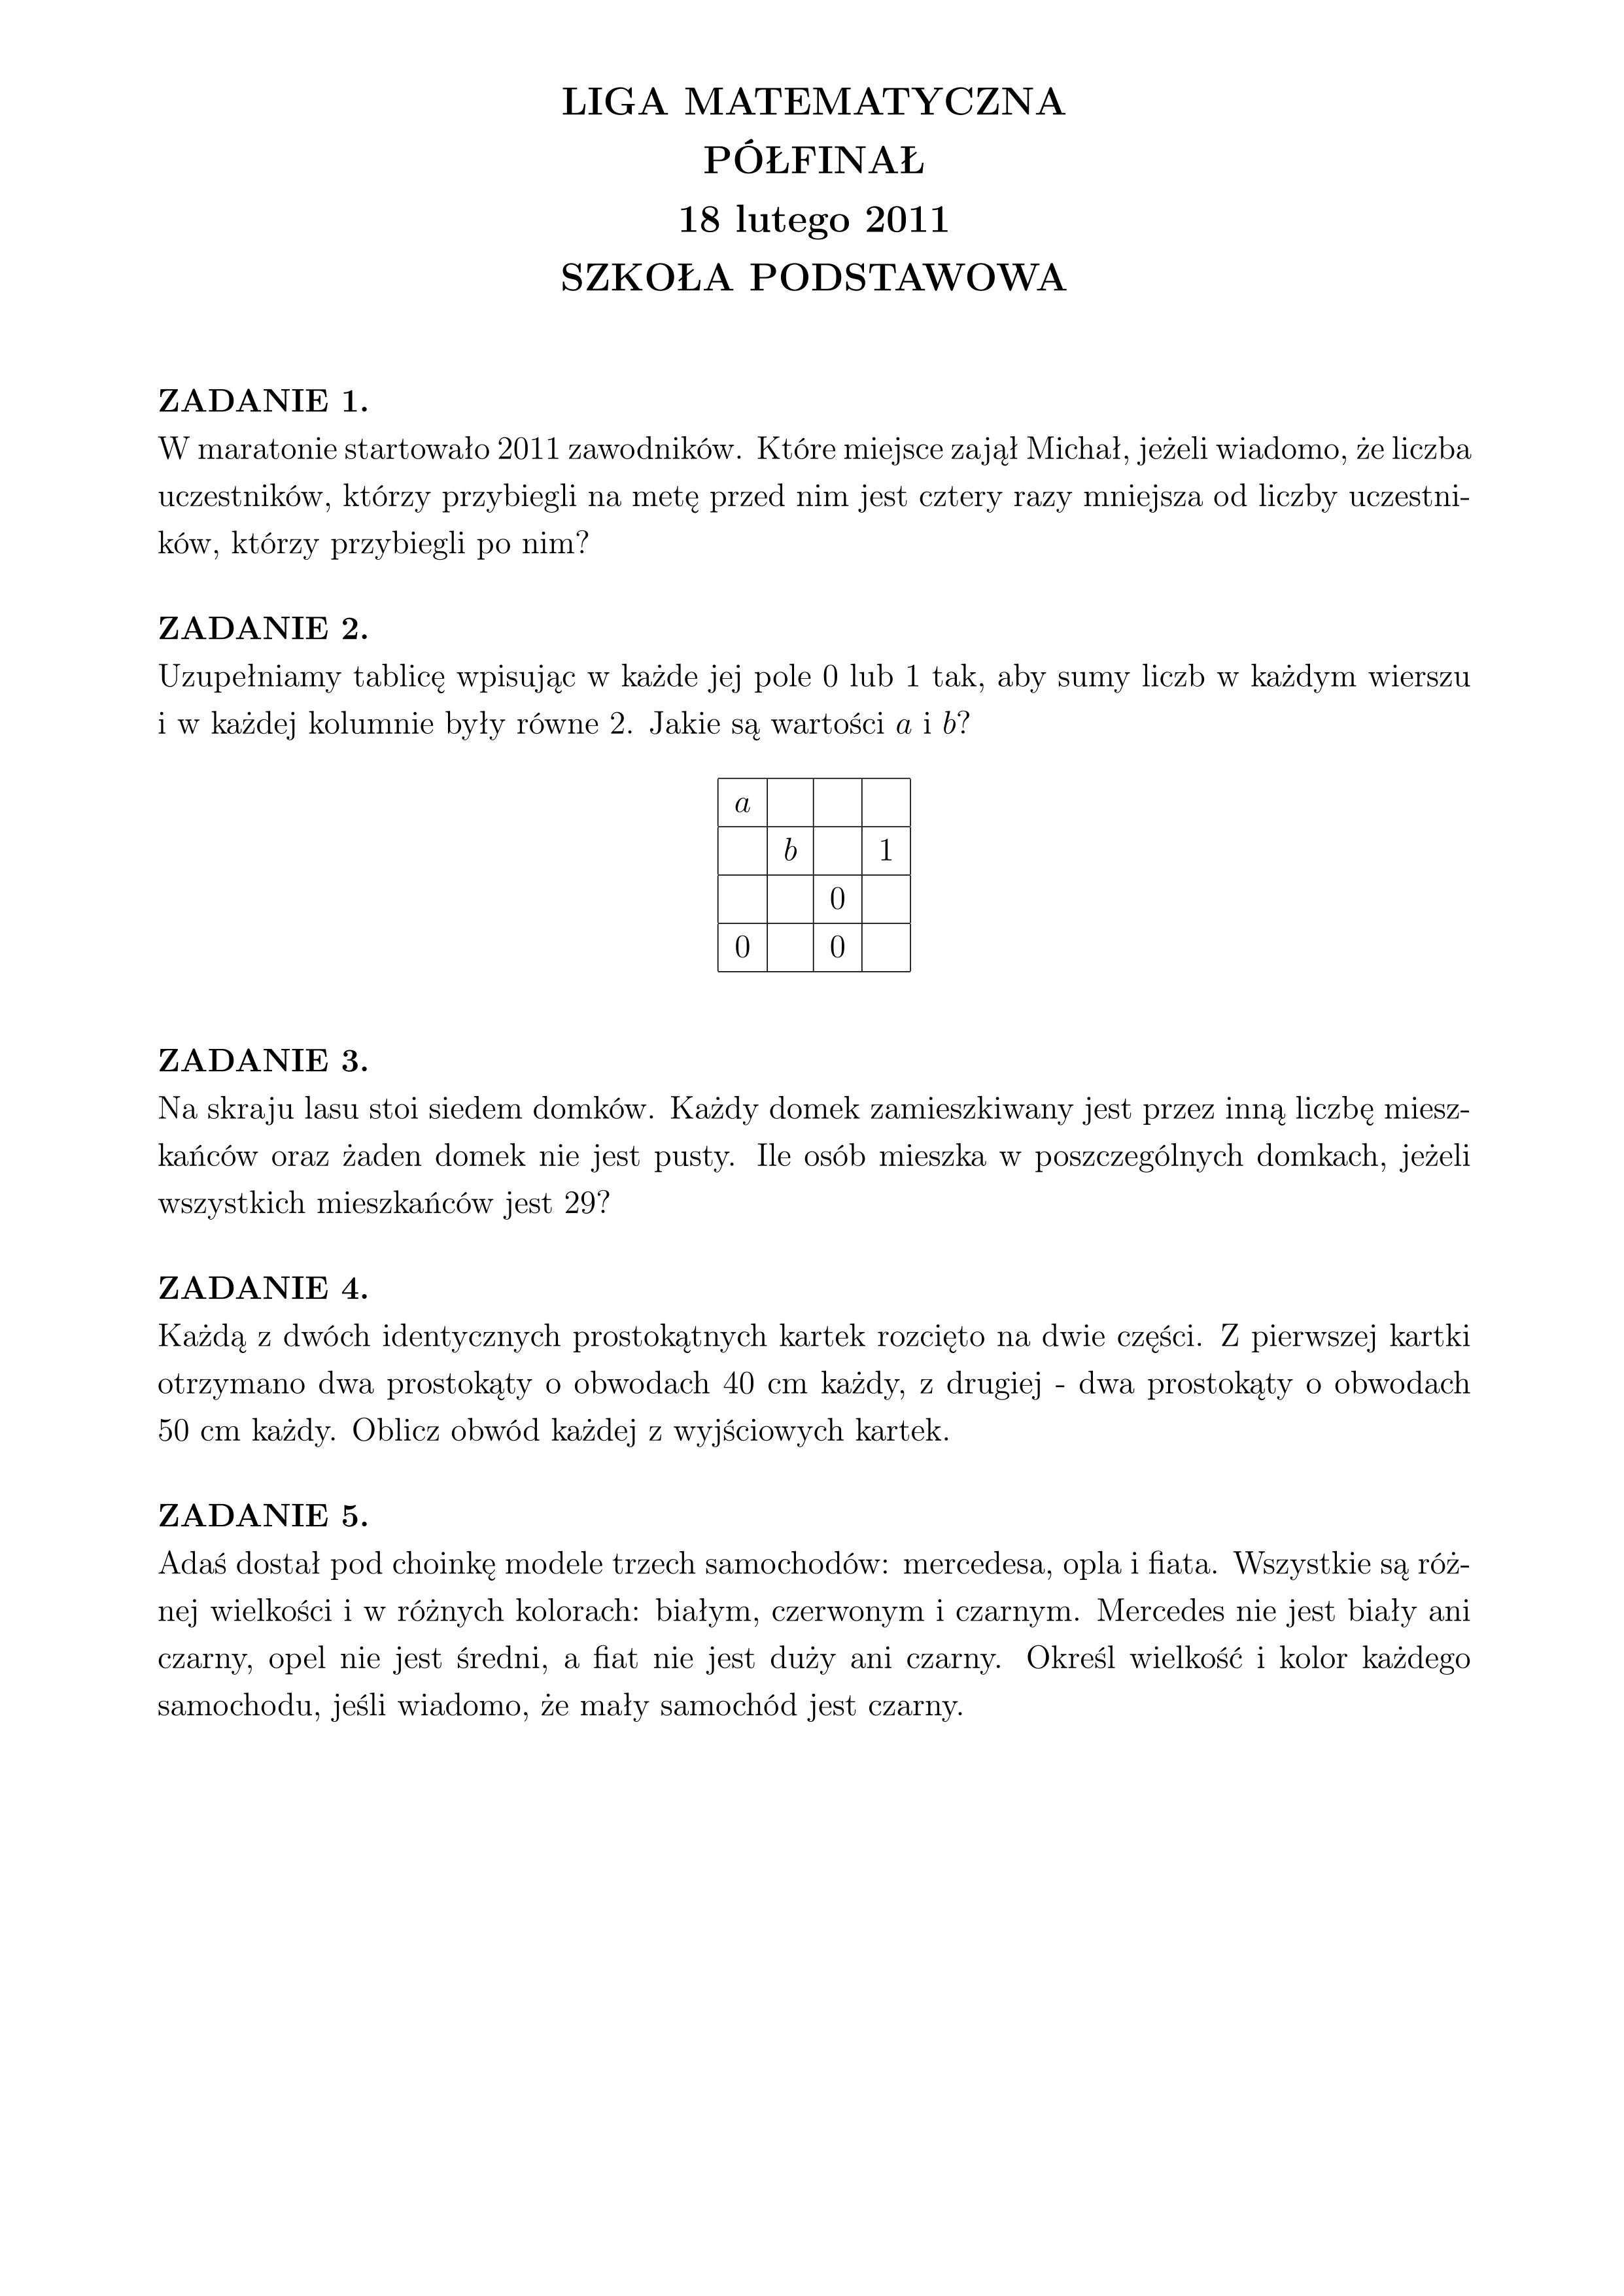 LIGA MATEMATYCZNA
PÓŁFINAŁ
18 lutego 2011
SZKOŁA PODSTAWOWA
ZADANIE 1.
W maratonie startowało 2011 zawodników. Które miejsce zajął Michał, jeżeli wiadomo, że liczba
uczestników, którzy przybiegli na metę przed nim jest cztery razy mniejsza od liczby uczestni-
ków, którzy przybiegli po nim?
ZADANIE 2.
Uzupełniamy tablicę wpisując w każde jej pole 0 lub 1 tak, aby sumy liczb w każdym wierszu
i w każdej kolumnie były równe 2. Jakie są wartości a i b?
a
b 1
0
0 0
ZADANIE 3.
Na skraju lasu stoi siedem domków. Każdy domek zamieszkiwany jest przez inną liczbę miesz-
kańców oraz żaden domek nie jest pusty. Ile osób mieszka w poszczególnych domkach, jeżeli
wszystkich mieszkańców jest 29?
ZADANIE 4.
Każdą z dwóch identycznych prostokątnych kartek rozcięto na dwie części. Z pierwszej kartki
otrzymano dwa prostokąty o obwodach 40 cm każdy, z drugiej - dwa prostokąty o obwodach
50 cm każdy. Oblicz obwód każdej z wyjściowych kartek.
ZADANIE 5.
Adaś dostał pod choinkę modele trzech samochodów: mercedesa, opla i fiata. Wszystkie są róż-
nej wielkości i w różnych kolorach: białym, czerwonym i czarnym. Mercedes nie jest biały ani
czarny, opel nie jest średni, a fiat nie jest duży ani czarny. Określ wielkość i kolor każdego
samochodu, jeśli wiadomo, że mały samochód jest czarny.